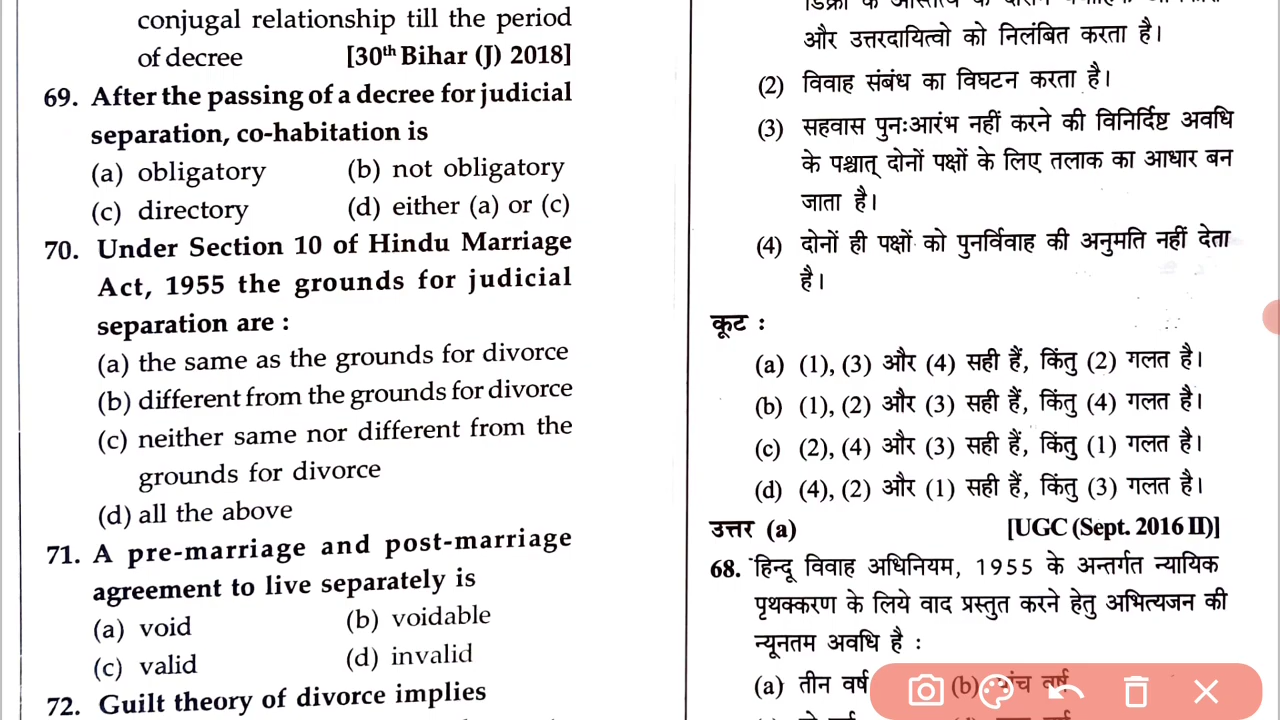 conjugal relationship till the period
of decree [30th Bihar (J) 2018]
69. After the passing of a decree for judicial
separation, co-habitation is
(a) obligatory (b) not obligatory
(c) directory (d) either (a) or (c)
70. Under Section 10 of Hindu Marriage
Act, 1955 the grounds for judicial
separation are :
(a) the same as the grounds for divorce
(b) different from the grounds for divorce
(c) neither same nor different from the
grounds for divorce
(d) all the above
71. A pre-marriage and post-marriage
agreement to live separately is
(a) void (b) voidable
(c) valid (d) invalid
72. Guilt theory of divorce implies
और उत्तरदायित्वो को निलंबित करता है।
(2) विवाह संबंध का विघटन करता है।
(3) सहवास पुनःआरंभ नहीं करने की विनिर्दिष्ट अवधि
के पश्चात् दोनों पक्षों के लिए तलाक का आधार बन
जाता है।
(4) दोनों ही पक्षों को पुनर्विवाह की अनुमति नहीं देता
है।
कूट :
(a) (1), (3) और (4) सही हैं, किंतु (2) गलत है।
(b) (1), (2) और (3) सही हैं, किंतु (4) गलत है।
(c) (2), (4) और (3) सही हैं, किंतु (1) गलत है।
(d) (4), (2) और (1) सही हैं, किंतु (3) गलत है।
उत्तर (a) [UGC (Sept. 2016 II)]
68. हिन्दू विवाह अधिनियम, 1955 के अन्तर्गत न्यायिक
पृथक्करण के लिये वाद प्रस्तुत करने हेतु अभित्यजन की
न्यूनतम अवधि है :
(a) तीन वर्ष (b) पांच वर्ष